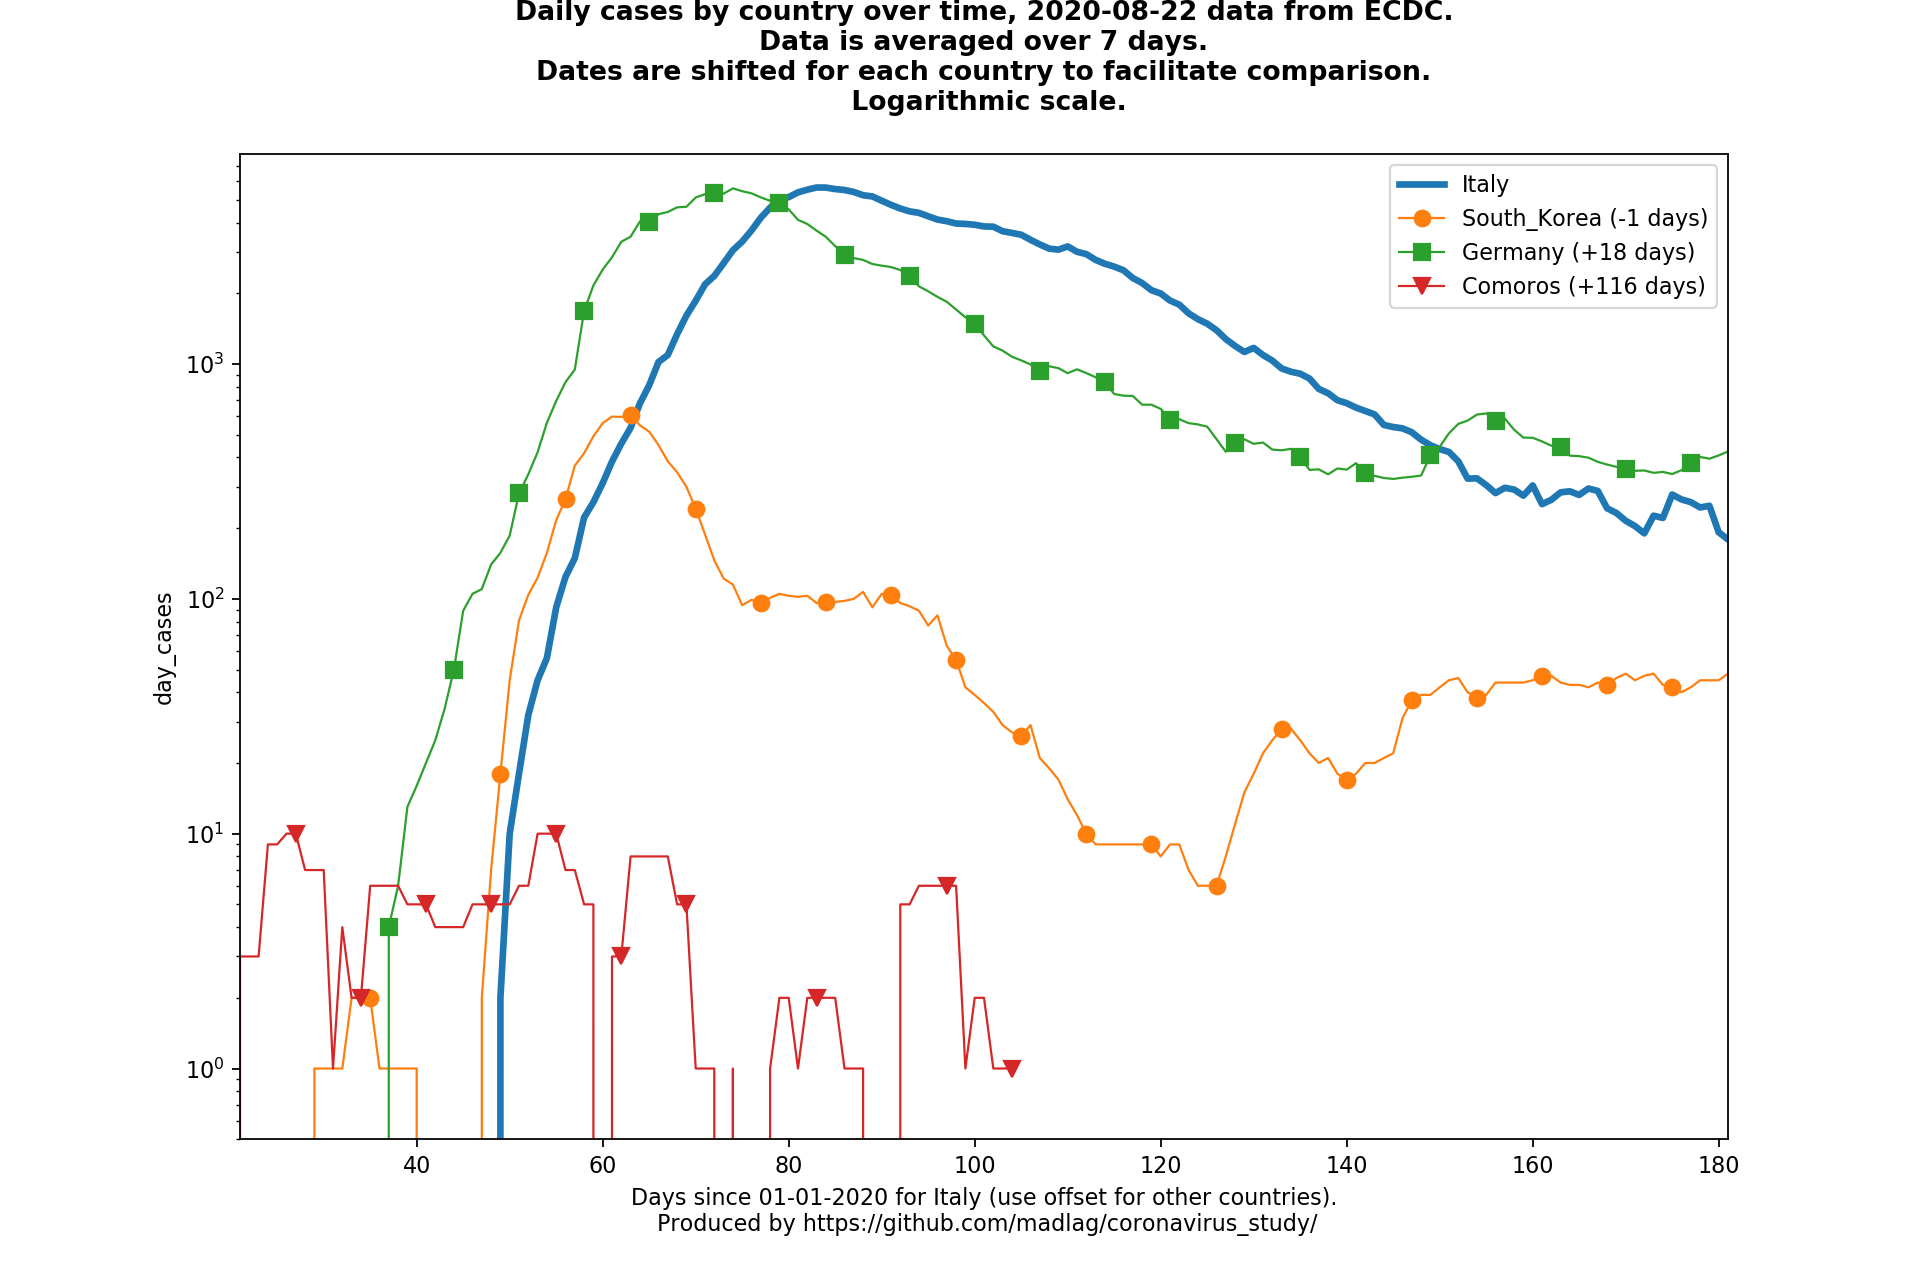 Daily cases by country over time, 2020-08-22 data from ECDC.
Data is averaged over 7 days.
Dates are shifted for each country to facilitate comparison.
Logarithmic scale.
Italy
South_Korea (-1 days)
Germany (+18 days)
Comoros (+116 days)
10³
10²
10¹
10⁰
day_cases
40 60 80 100 120 140 160 180
Days since 01-01-2020 for Italy (use offset for other countries).
Produced by https://github.com/madlag/coronavirus_study/